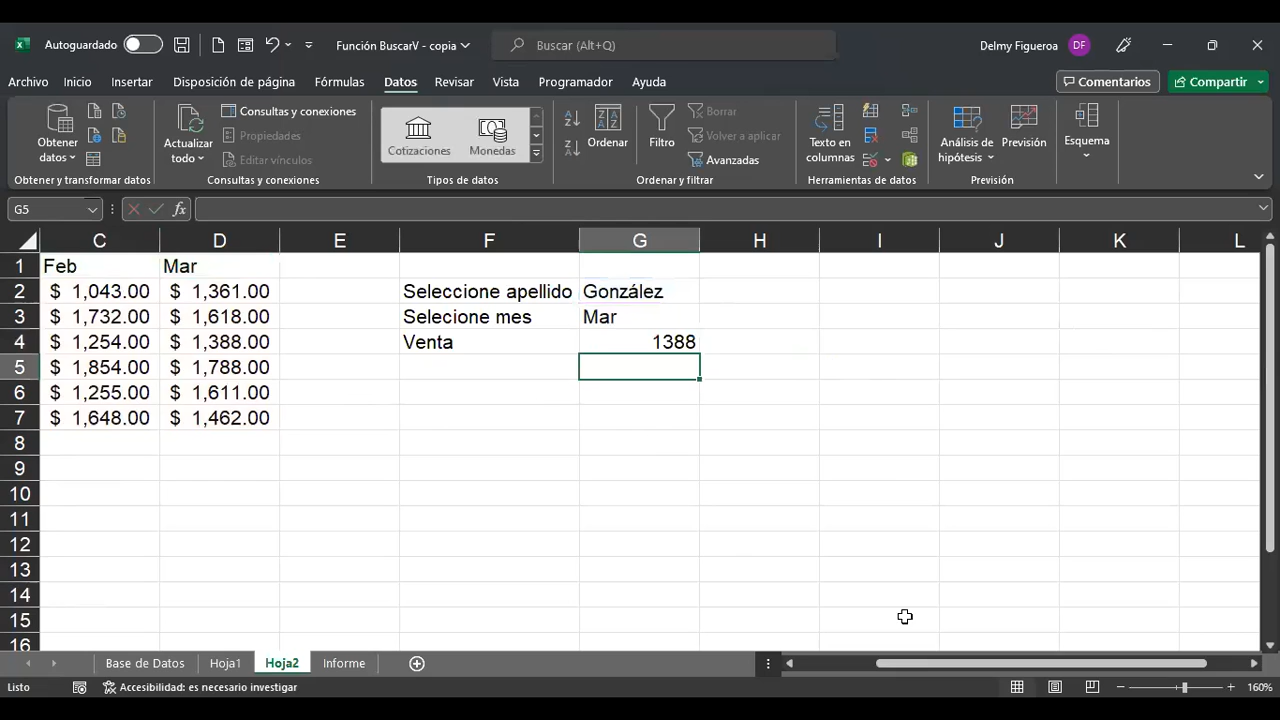 Autoguardado Función BuscarV - copia Buscar (Alt+Q) Delmy Figueroa DF
Archivo Inicio Insertar Disposición de página Fórmulas Datos Revisar Vista Programador Ayuda Comentarios Compartir
Obtener datos
Actualizar todo
Consultas y conexiones
Propiedades
Editar vínculos
Cotizaciones Monedas
Ordenar
Filtro
Borrar
Volver a aplicar
Avanzadas
Texto en columnas
Análisis de hipótesis
Previsión
Esquema
Obtener y transformar datos Consultas y conexiones Tipos de datos Ordenar y filtrar Herramientas de datos Previsión
G5 fx
C D E F G H I J K L
1 Feb Mar
2 $ 1,043.00 $ 1,361.00 Seleccione apellido González
3 $ 1,732.00 $ 1,618.00 Selecione mes Mar
4 $ 1,254.00 $ 1,388.00 Venta 1388
5 $ 1,854.00 $ 1,788.00
6 $ 1,255.00 $ 1,611.00
7 $ 1,648.00 $ 1,462.00
8
9
10
11
12
13
14
15
16
Base de Datos Hoja1 Hoja2 Informe
Listo Accesibilidad: es necesario investigar 160%